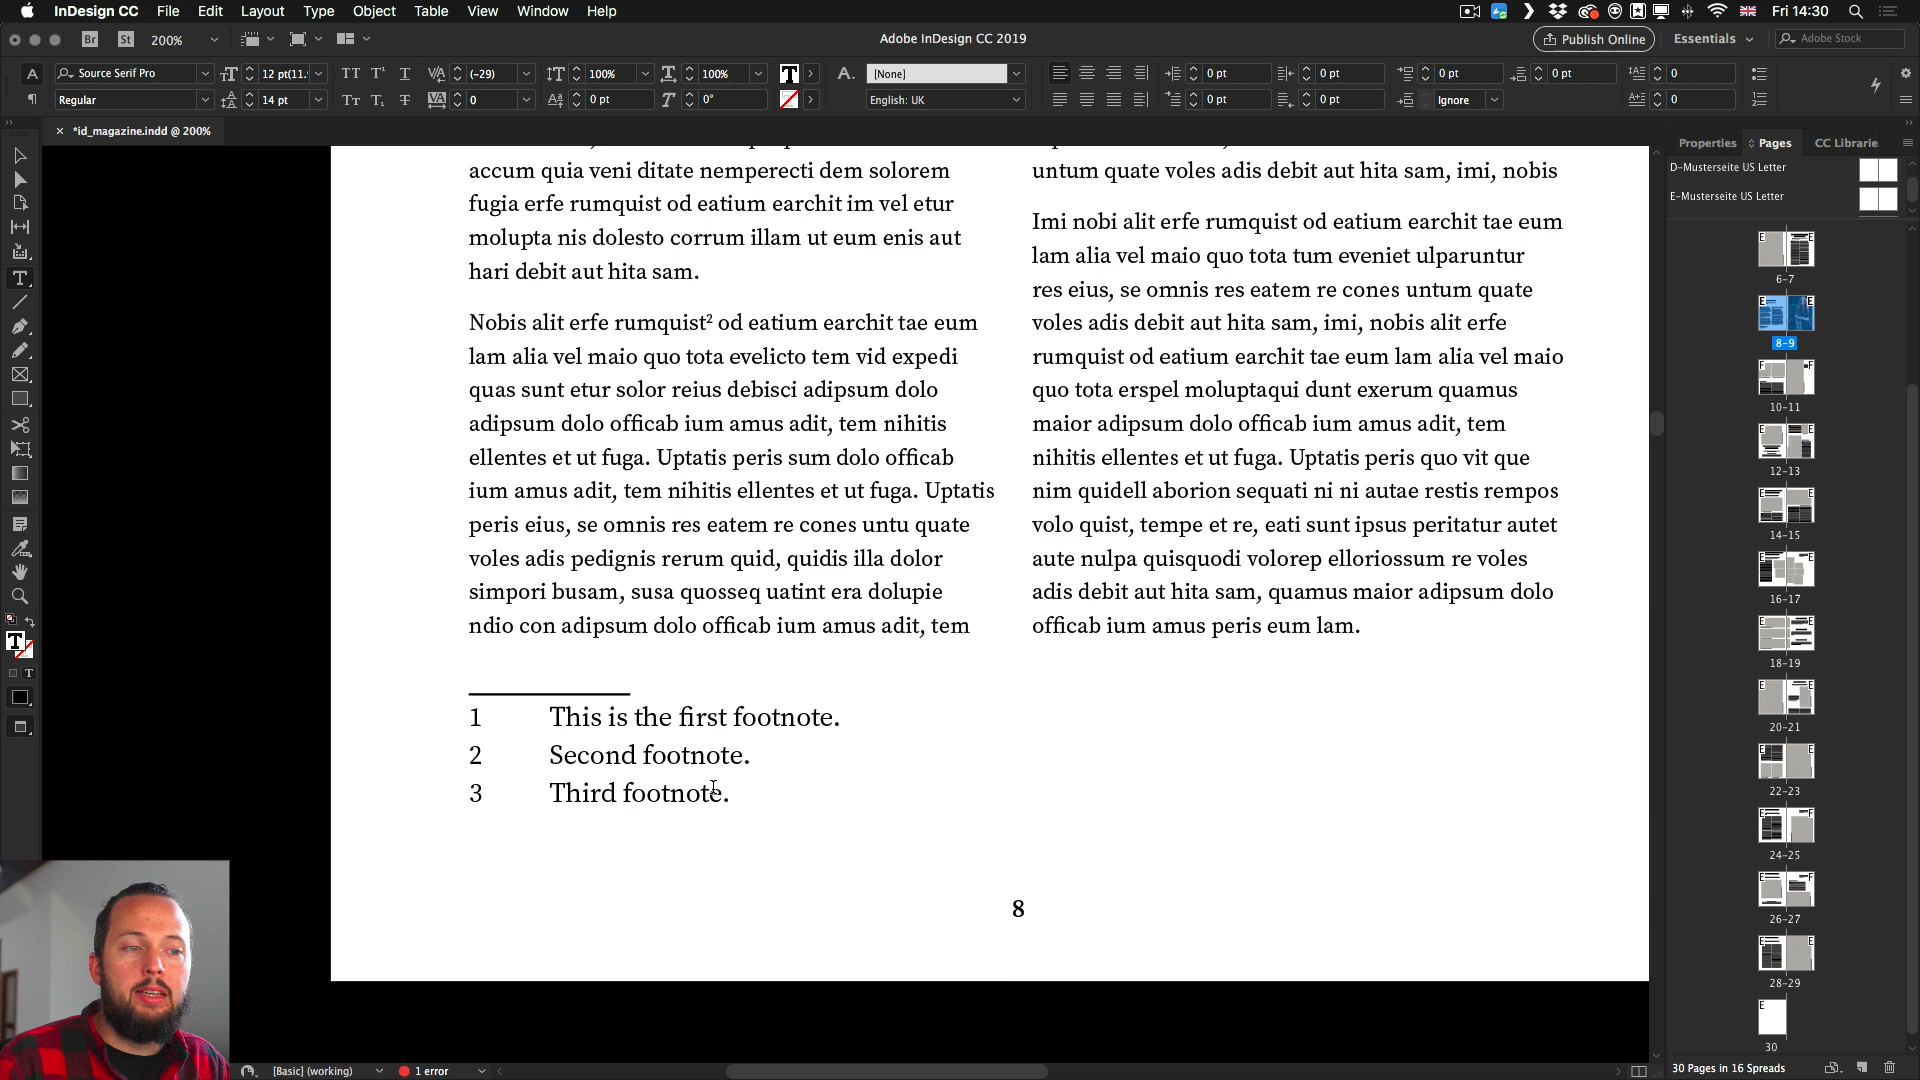 InDesign CC File Edit Layout Type Object Table View Window Help
Fri 14:30
Br St 200%
Adobe InDesign CC 2019
Publish Online Essentials Adobe Stock
A Source Serif Pro 12 pt(11. (-29) 100% 100% A. [None] 0 pt 0 pt 0 pt 0 pt 0
Regular 14 pt 0 0 pt 0° English: UK 0 pt 0 pt Ignore 0
*id_magazine.indd @ 200%
Properties Pages CC Librarie
D-Musterseite US Letter
E-Musterseite US Letter
6-7
8-9
10-11
12-13
14-15
16-17
18-19
20-21
22-23
24-25
26-27
28-29
30
30 Pages in 16 Spreads
accum quia veni ditate nemperecti dem solorem
fugia erfe rumquist od eatium earchit im vel etur
molupta nis dolesto corrum illam ut eum enis aut
hari debit aut hita sam.
Nobis alit erfe rumquist² od eatium earchit tae eum
lam alia vel maio quo tota evelicto tem vid expedi
quas sunt etur solor reius debisci adipsum dolo
adipsum dolo officab ium amus adit, tem nihitis
ellentes et ut fuga. Uptatis peris sum dolo officab
ium amus adit, tem nihitis ellentes et ut fuga. Uptatis
peris eius, se omnis res eatem re cones untu quate
voles adis pedignis rerum quid, quidis illa dolor
simpori busam, susa quosseq uatint era dolupie
ndio con adipsum dolo officab ium amus adit, tem
untum quate voles adis debit aut hita sam, imi, nobis
Imi nobi alit erfe rumquist od eatium earchit tae eum
lam alia vel maio quo tota tum eveniet ulparuntur
res eius, se omnis res eatem re cones untum quate
voles adis debit aut hita sam, imi, nobis alit erfe
rumquist od eatium earchit tae eum lam alia vel maio
quo tota erspel moluptaqui dunt exerum quamus
maior adipsum dolo officab ium amus adit, tem
nihitis ellentes et ut fuga. Uptatis peris quo vit que
nim quidell aborion sequati ni ni autae restis rempos
volo quist, tempe et re, eati sunt ipsus peritatur autet
aute nulpa quisquodi volorep elloriossum re voles
adis debit aut hita sam, quamus maior adipsum dolo
officab ium amus peris eum lam.
1 This is the first footnote.
2 Second footnote.
3 Third footnote.
8
[Basic] (working) 1 error